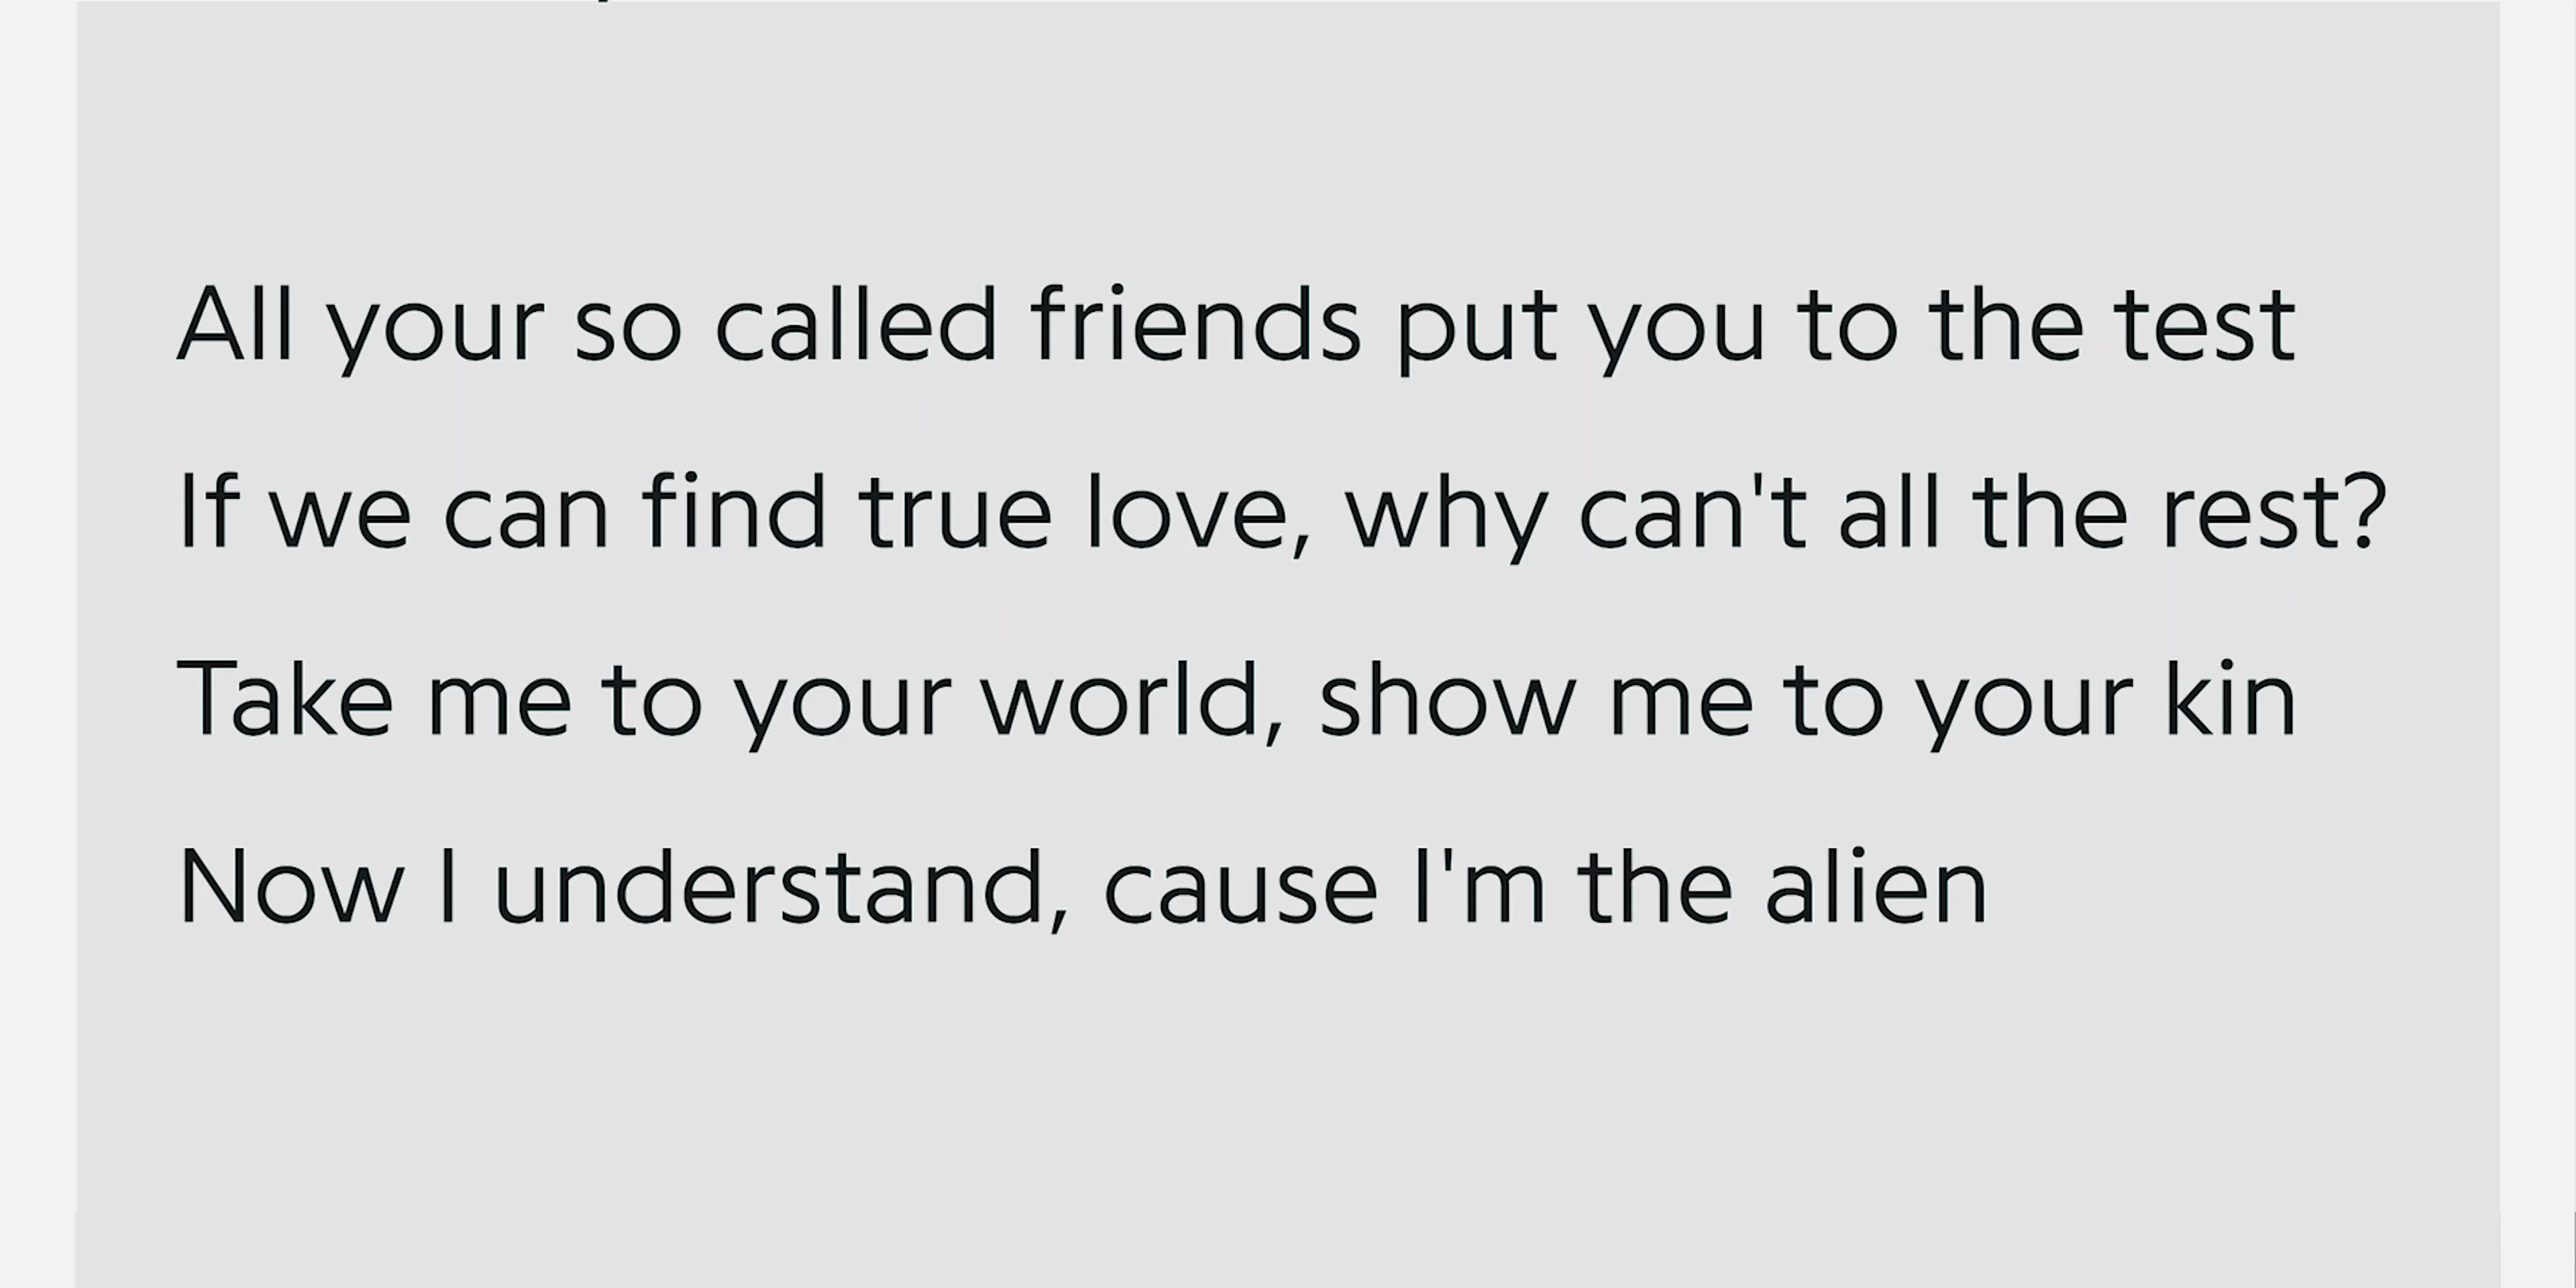 All your so called friends put you to the test
If we can find true love, why can't all the rest?
Take me to your world, show me to your kin
Now I understand, cause I'm the alien